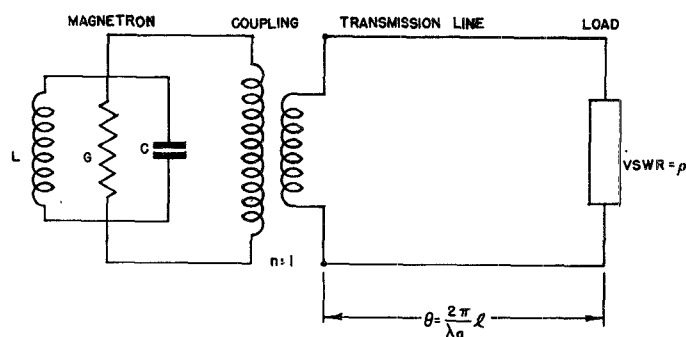 MAGNETRON COUPLING TRANSMISSION LINE LOAD
L G C
VSWR = ρ
n:1
θ = 2π/λg ℓ